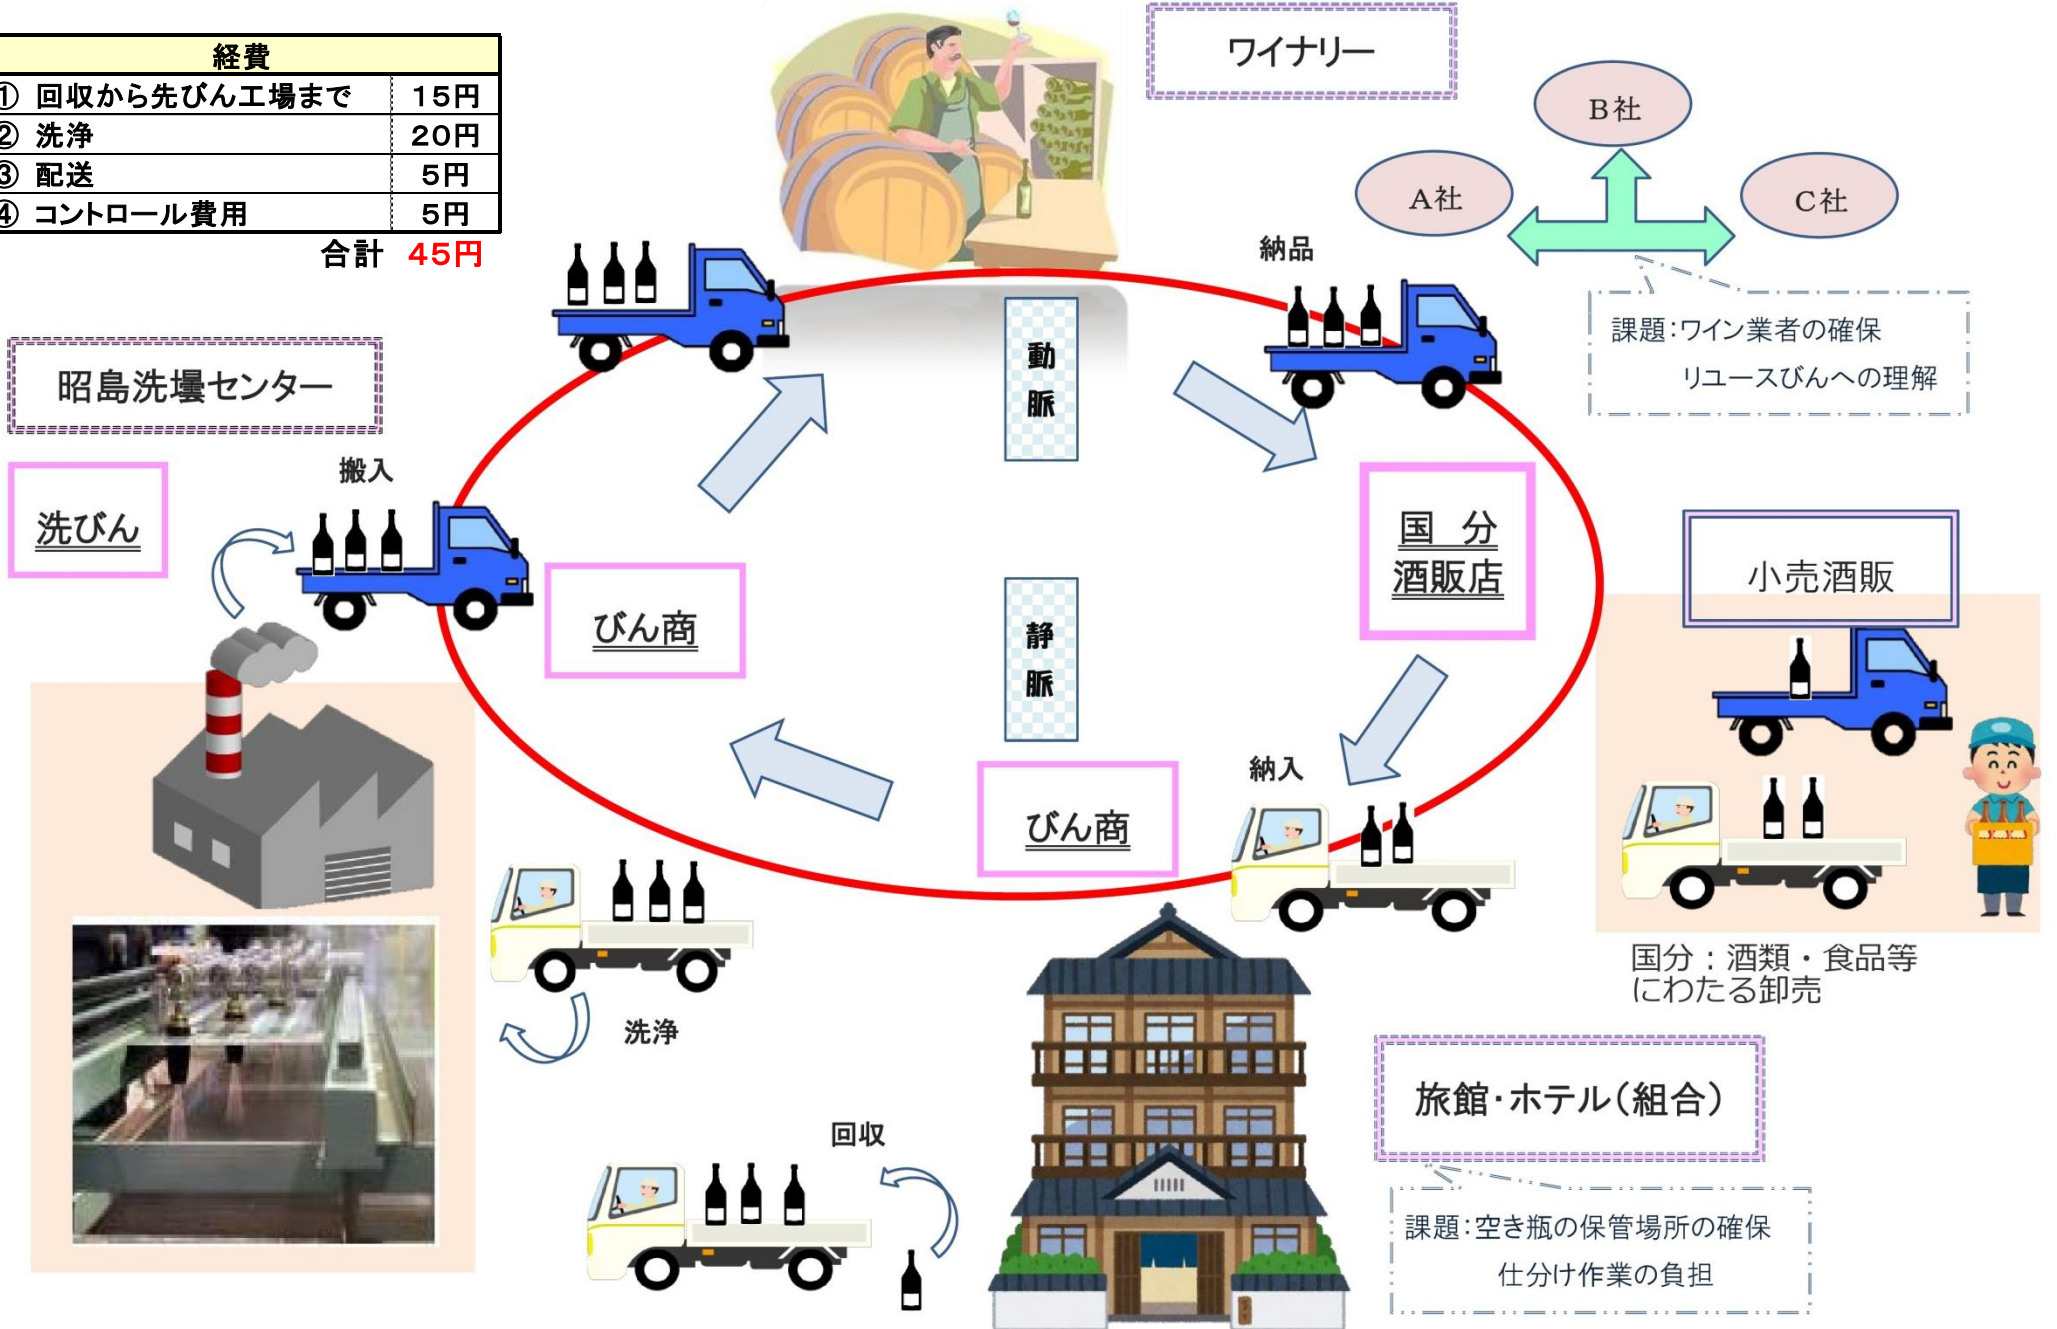 経費
① 回収から先びん工場まで 15円
② 洗浄 20円
③ 配送 5円
④ コントロール費用 5円
合計 45円
ワイナリー
B社
A社
C社
納品
課題:ワイン業者の確保
リユースびんへの理解
動
脈
昭島洗壜センター
搬入
洗びん
国 分
酒販店
小売酒販
びん商
静
脈
納入
びん商
国分：酒類・食品等
にわたる卸売
洗浄
旅館・ホテル（組合）
回収
課題:空き瓶の保管場所の確保
仕分け作業の負担